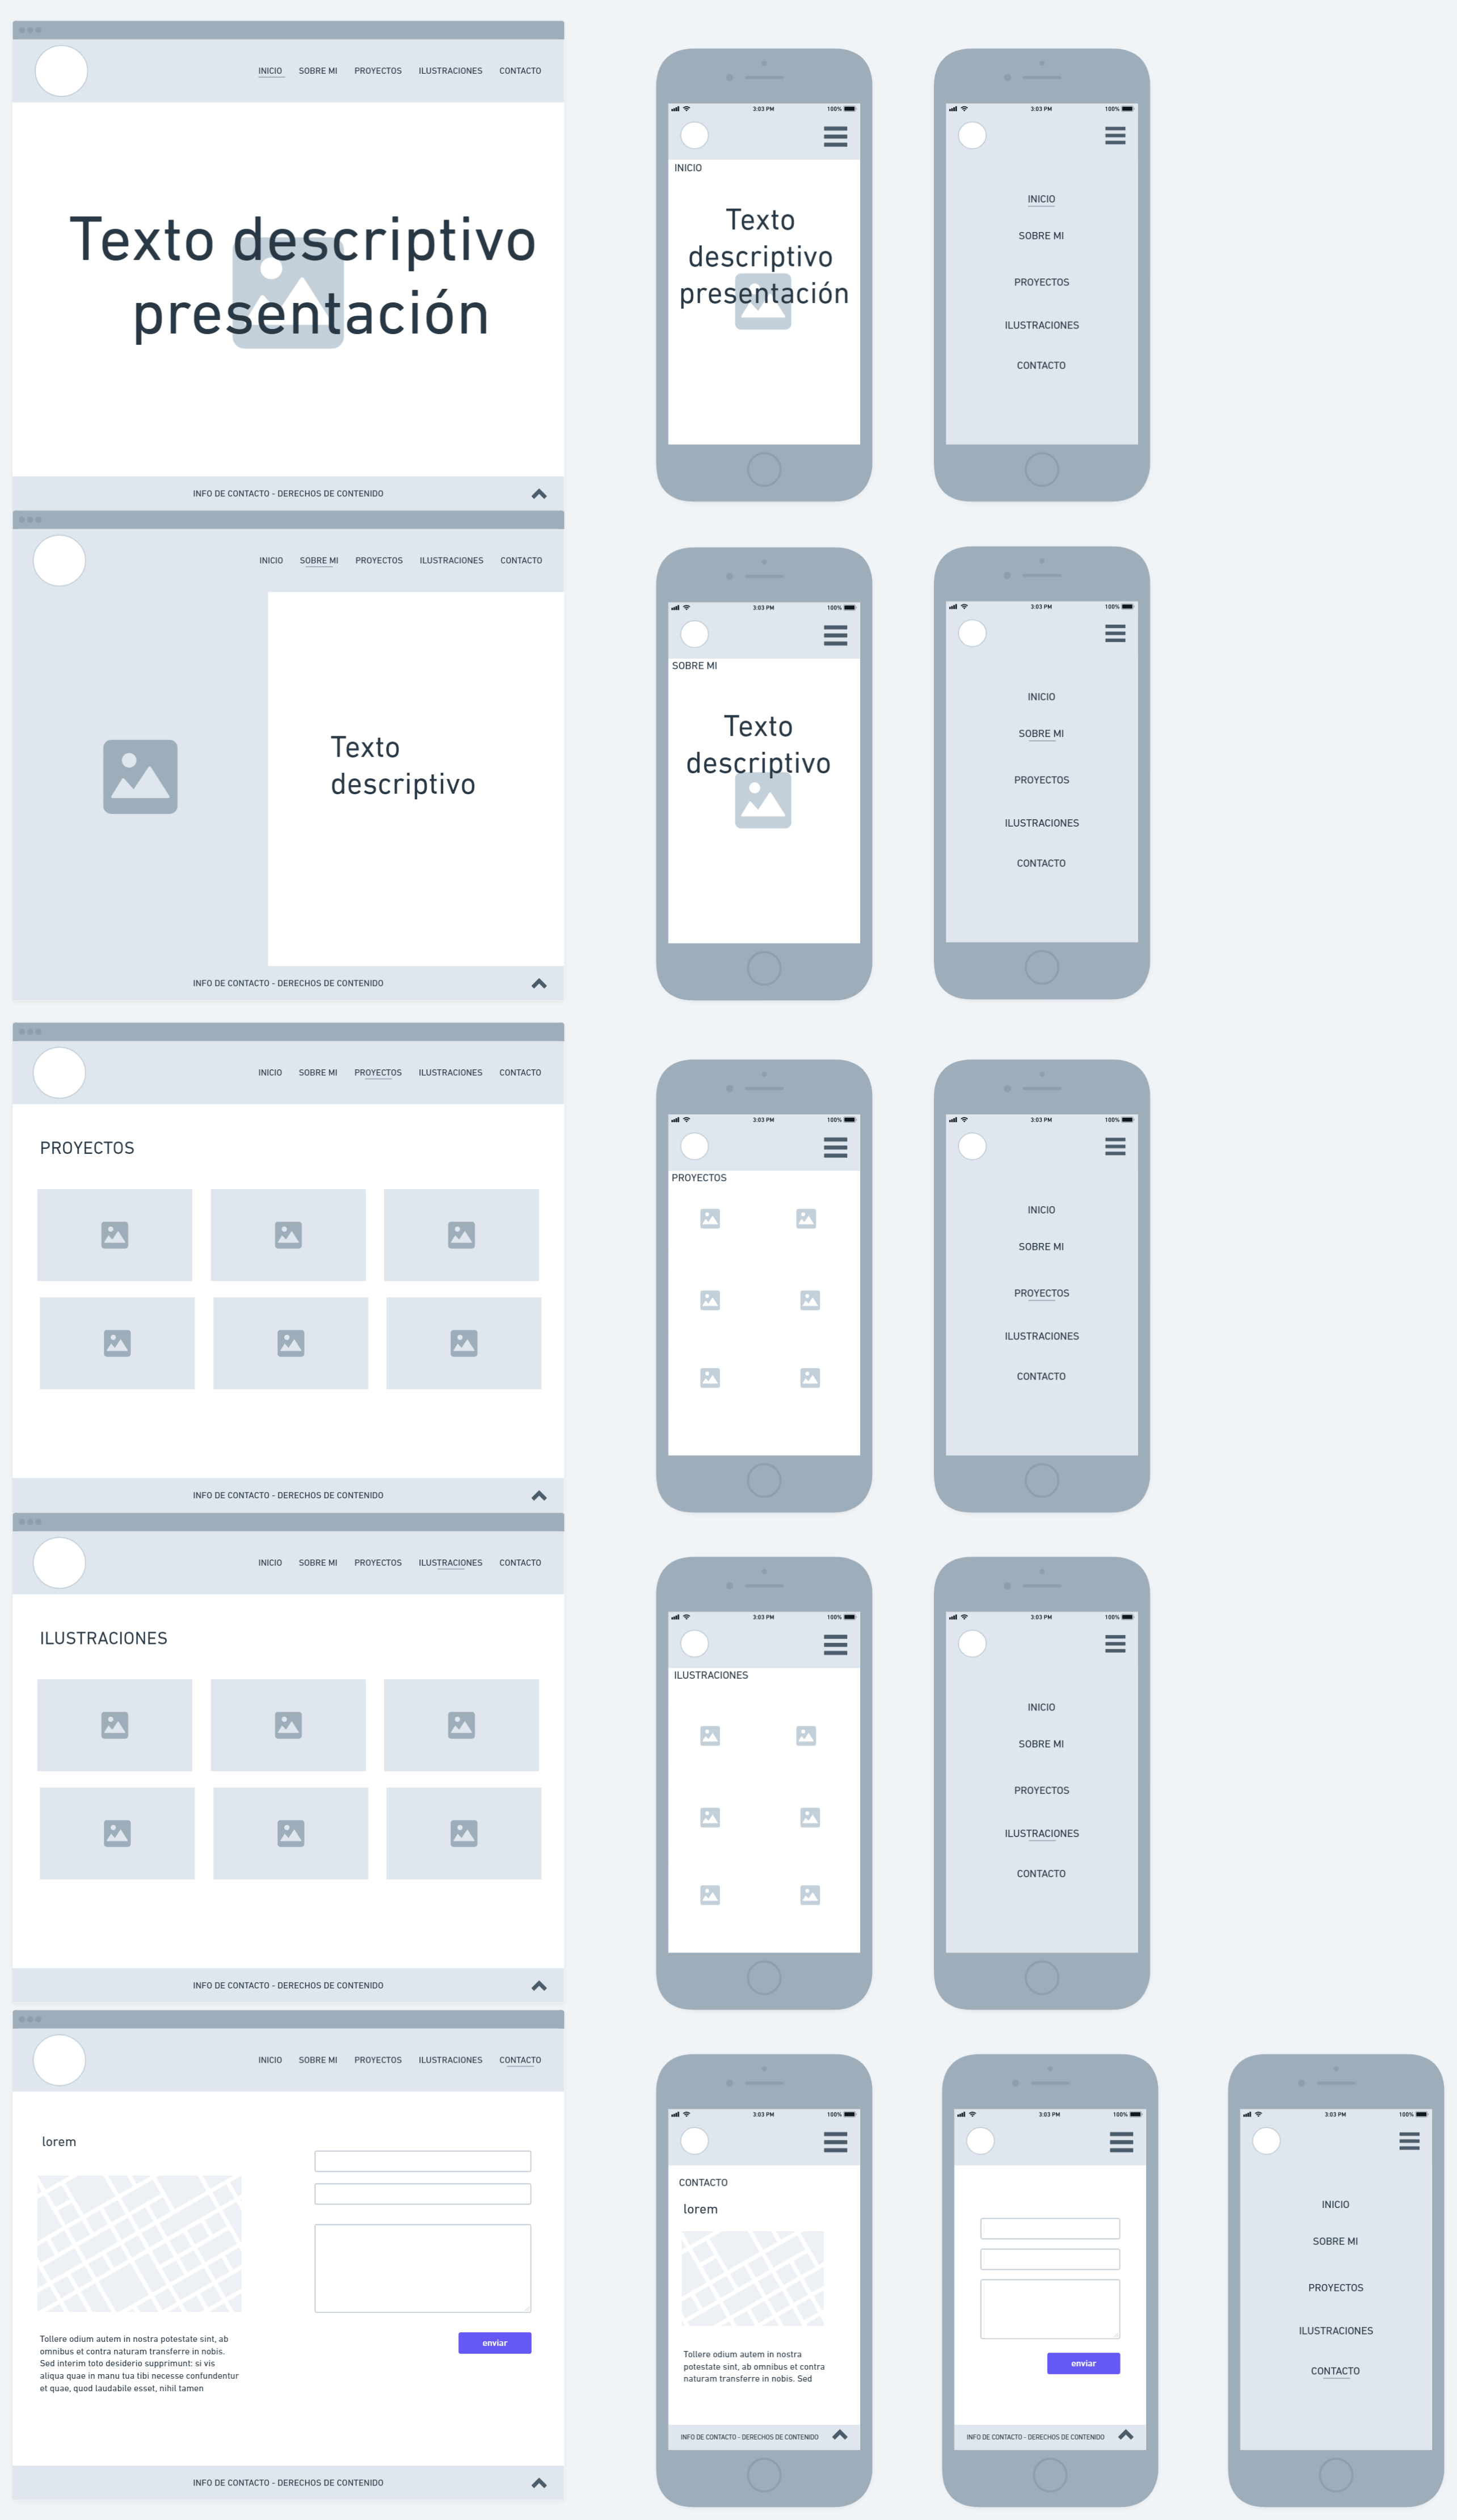 INICIO SOBRE MI PROYECTOS ILUSTRACIONES CONTACTO
Texto descriptivo
presentación
INFO DE CONTACTO - DERECHOS DE CONTENIDO
3:03 PM 100%
INICIO
Texto
descriptivo
presentación
3:03 PM 100%
INICIO
SOBRE MI
PROYECTOS
ILUSTRACIONES
CONTACTO
INICIO SOBRE MI PROYECTOS ILUSTRACIONES CONTACTO
Texto
descriptivo
INFO DE CONTACTO - DERECHOS DE CONTENIDO
3:03 PM 100%
SOBRE MI
Texto
descriptivo
3:03 PM 100%
INICIO
SOBRE MI
PROYECTOS
ILUSTRACIONES
CONTACTO
INICIO SOBRE MI PROYECTOS ILUSTRACIONES CONTACTO
PROYECTOS
INFO DE CONTACTO - DERECHOS DE CONTENIDO
3:03 PM 100%
PROYECTOS
3:03 PM 100%
INICIO
SOBRE MI
PROYECTOS
ILUSTRACIONES
CONTACTO
INICIO SOBRE MI PROYECTOS ILUSTRACIONES CONTACTO
ILUSTRACIONES
INFO DE CONTACTO - DERECHOS DE CONTENIDO
3:03 PM 100%
ILUSTRACIONES
3:03 PM 100%
INICIO
SOBRE MI
PROYECTOS
ILUSTRACIONES
CONTACTO
INICIO SOBRE MI PROYECTOS ILUSTRACIONES CONTACTO
lorem
Tollere odium autem in nostra potestate sint, ab
omnibus et contra naturam transferre in nobis.
Sed interim toto desiderio supprimunt: si vis
aliqua quae in manu tua tibi necesse confundentur
et quae, quod laudabile esset, nihil tamen
enviar
INFO DE CONTACTO - DERECHOS DE CONTENIDO
3:03 PM 100%
CONTACTO
lorem
Tollere odium autem in nostra
potestate sint, ab omnibus et contra
naturam transferre in nobis. Sed
INFO DE CONTACTO - DERECHOS DE CONTENIDO
3:03 PM 100%
enviar
INFO DE CONTACTO - DERECHOS DE CONTENIDO
3:03 PM 100%
INICIO
SOBRE MI
PROYECTOS
ILUSTRACIONES
CONTACTO